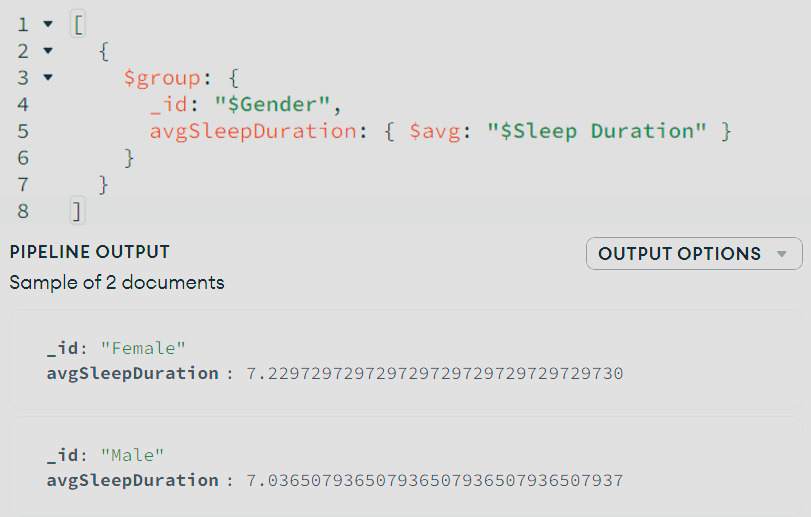 1 [
2 {
3 $group: {
4 _id: "$Gender",
5 avgSleepDuration: { $avg: "$Sleep Duration" }
6 }
7 }
8 ]
PIPELINE OUTPUT
OUTPUT OPTIONS
Sample of 2 documents
_id: "Female"
avgSleepDuration : 7.229729729729729729729729729729730
_id: "Male"
avgSleepDuration : 7.036507936507936507936507936507937